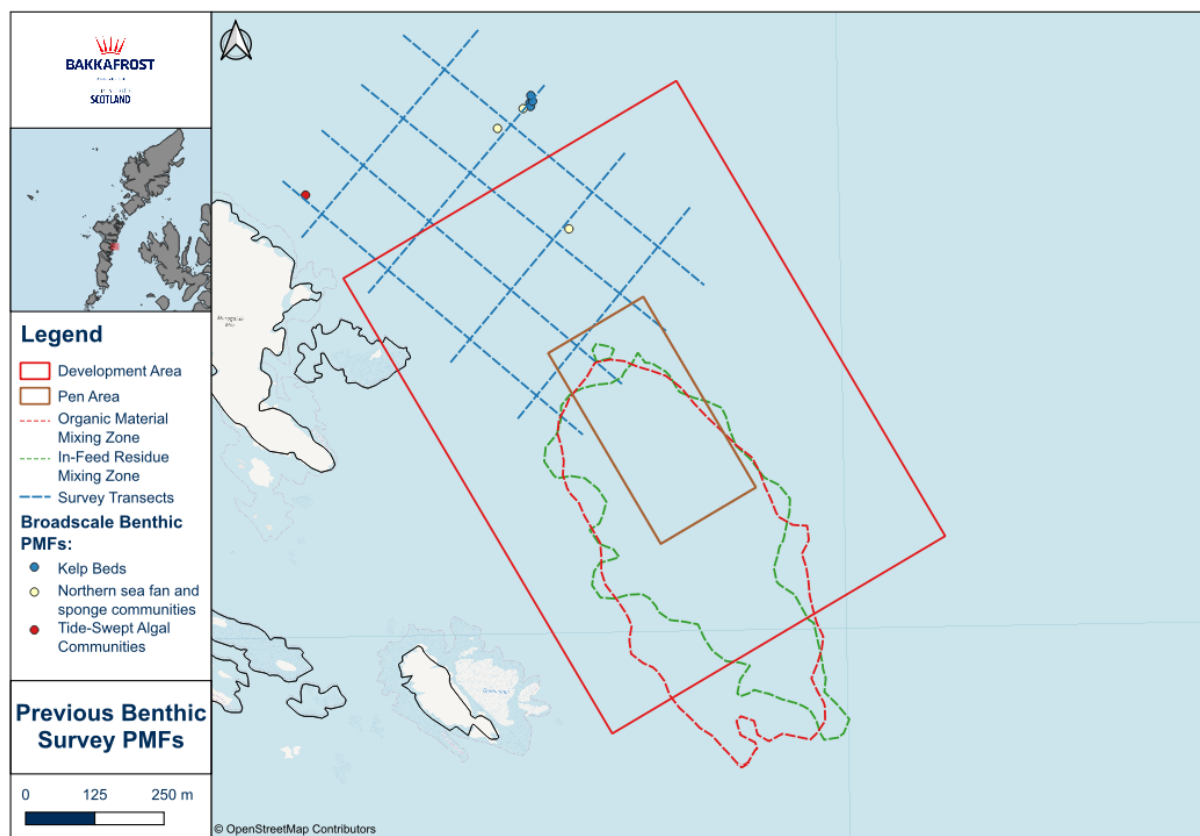 BAKKAFROST
SCOTLAND
Legend
Development Area
Pen Area
Organic Material
Mixing Zone
In-Feed Residue
Mixing Zone
Survey Transects
Broadscale Benthic
PMFs:
Kelp Beds
Northern sea fan and
sponge communities
Tide-Swept Algal
Communities
Previous Benthic
Survey PMFs
0 125 250 m
© OpenStreetMap Contributors